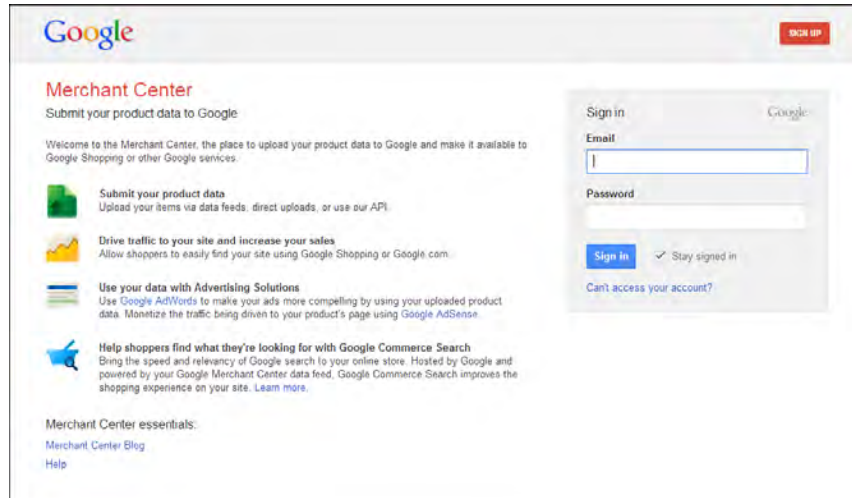 Google
SIGN UP
Merchant Center
Submit your product data to Google
Welcome to the Merchant Center, the place to upload your product data to Google and make it available to
Google Shopping or other Google services.
Submit your product data
Upload your items via data feeds, direct uploads, or use our API.
Drive traffic to your site and increase your sales
Allow shoppers to easily find your site using Google Shopping or Google.com.
Use your data with Advertising Solutions
Use Google AdWords to make your ads more compelling by using your uploaded product
data. Monetize the traffic being driven to your product's page using Google AdSense.
Help shoppers find what they're looking for with Google Commerce Search
Bring the speed and relevancy of Google search to your online store. Hosted by Google and
powered by your Google Merchant Center data feed, Google Commerce Search improves the
shopping experience on your site. Learn more.
Merchant Center essentials:
Merchant Center Blog
Help
Sign in
Google
Email
Password
Sign in
Stay signed in
Can't access your account?